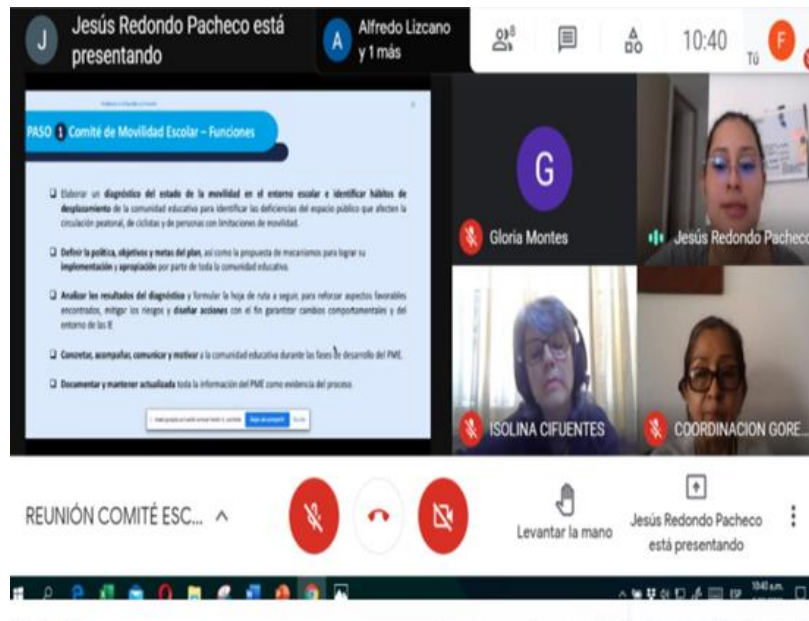 J
Jesús Redondo Pacheco está
presentando
A
Alfredo Lizcano
y 1 más
8
10:40
Tú
F
PASO 1 Comité de Movilidad Escolar – Funciones
Elaborar un diagnóstico del estado de la movilidad en el entorno escolar e identificar hábitos de
desplazamiento de la comunidad educativa para identificar las deficiencias del espacio público que afecten la
circulación peatonal, de ciclistas y de personas con limitaciones de movilidad.
Definir la política, objetivos y metas del plan, así como la propuesta de mecanismos para lograr su
implementación y apropiación por parte de toda la comunidad educativa.
Analizar los resultados del diagnóstico y formular la hoja de ruta a seguir, para reforzar aspectos favorables
encontrados, mitigar los riesgos y diseñar acciones con el fin garantizar cambios comportamentales y del
entorno de las IE
Concretar, acompañar, comunicar y motivar a la comunidad educativa durante las fases de desarrollo del PME.
Documentar y mantener actualizada toda la información del PME como evidencia del proceso.
G
Gloria Montes
Jesús Redondo Pacheco
ISOLINA CIFUENTES
COORDINACION GORE...
REUNIÓN COMITÉ ESC...
Levantar la mano
Jesús Redondo Pacheco
está presentando
ESP
10:40 a.m.